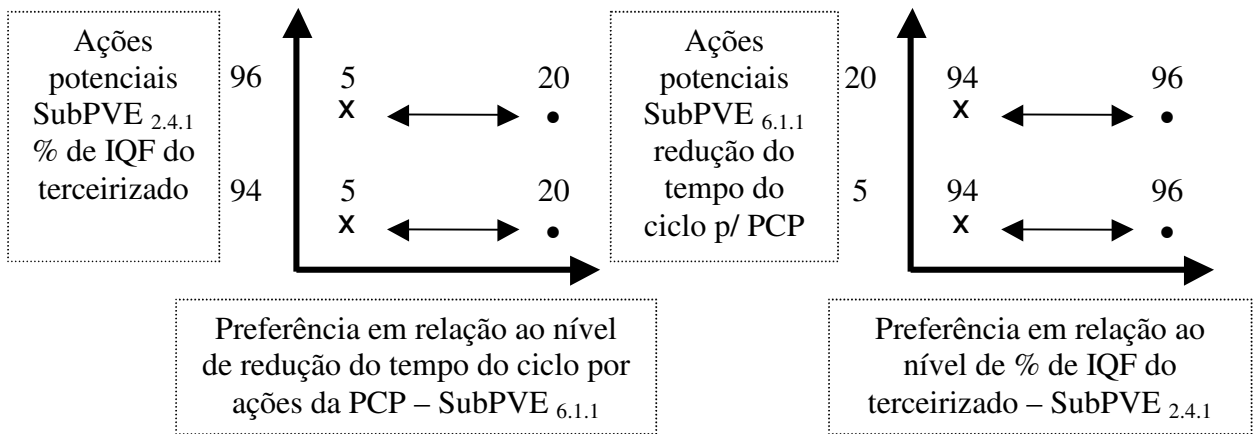 Ações
potenciais
SubPVE 2.4.1
% de IQF do
terceirizado
96 5 20
x •
94 5 20
x •
Preferência em relação ao nível
de redução do tempo do ciclo por
ações da PCP – SubPVE 6.1.1
Ações
potenciais
SubPVE 6.1.1
redução do
tempo do
ciclo p/ PCP
20 94 96
x •
5 94 96
x •
Preferência em relação ao
nível de % de IQF do
terceirizado – SubPVE 2.4.1